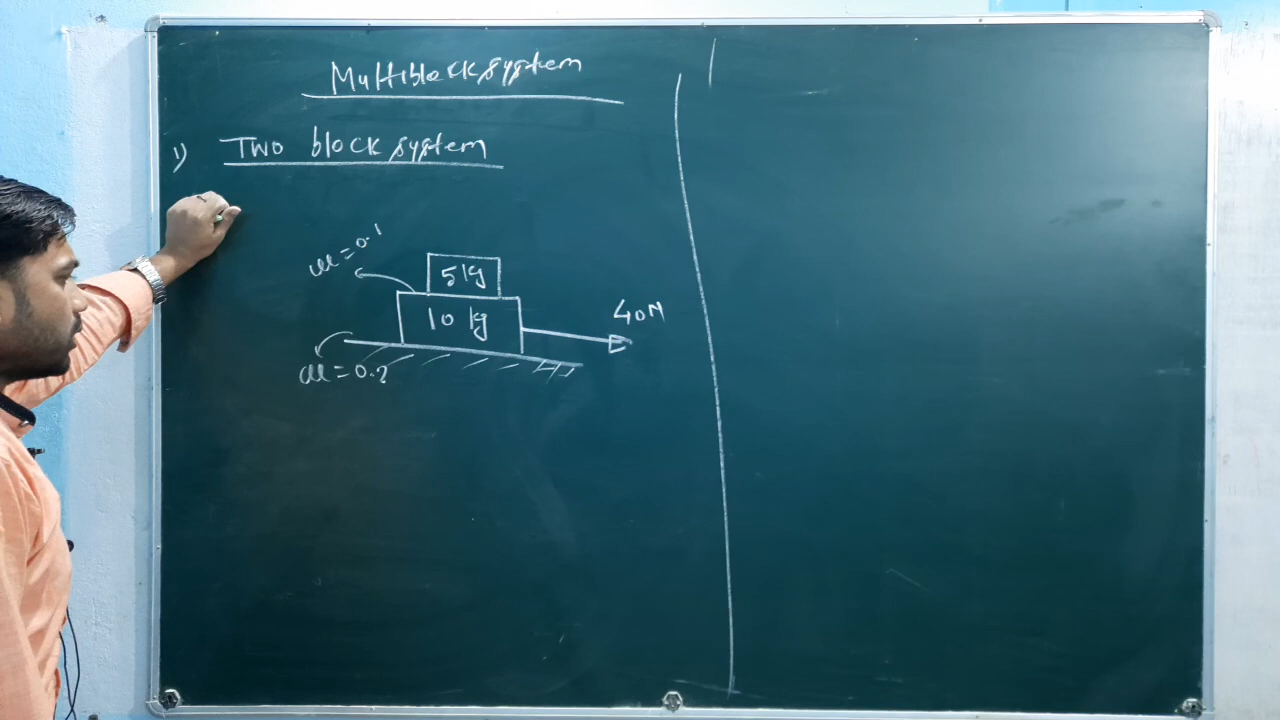 Multiblock system
1) Two block system
μ = 0.1
5 kg
10 kg
40N
μ = 0.2